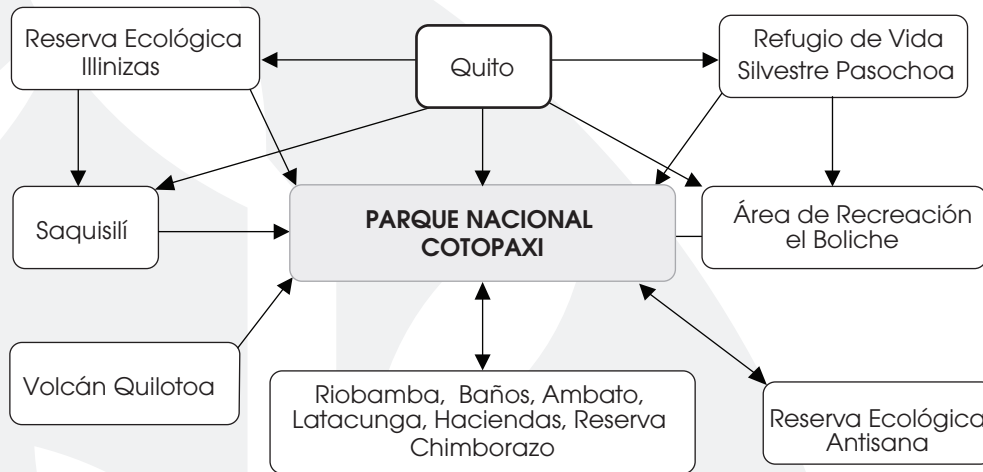 Reserva Ecológica
Illinizas
Quito
Refugio de Vida
Silvestre Pasochoa
Saquisilí
PARQUE NACIONAL
COTOPAXI
Área de Recreación
el Boliche
Volcán Quilotoa
Riobamba, Baños, Ambato,
Latacunga, Haciendas, Reserva
Chimborazo
Reserva Ecológica
Antisana